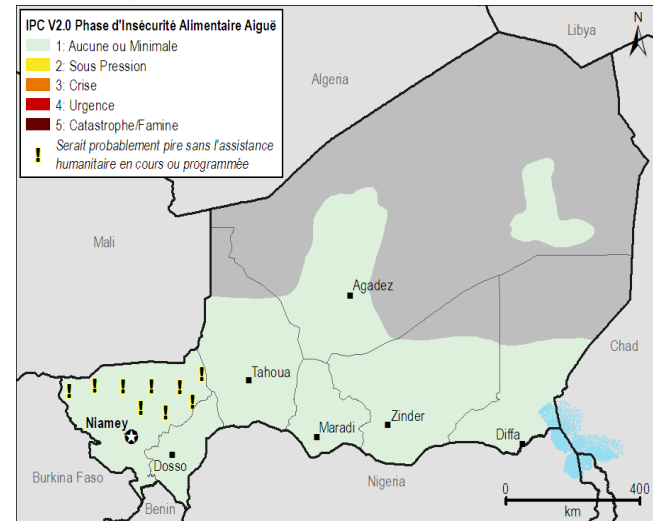 IPC V2.0 Phase d'Insécurité Alimentaire Aiguë
1: Aucune ou Minimale
2: Sous Pression
3: Crise
4: Urgence
5: Catastrophe/Famine
! Serait probablement pire sans l'assistance
humanitaire en cours ou programmée
N
Libya
Algeria
Mali
Agadez
Chad
Tahoua
Niamey
Maradi
Zinder
Diffa
Dosso
Burkina Faso
Nigeria
Benin
0 400
km